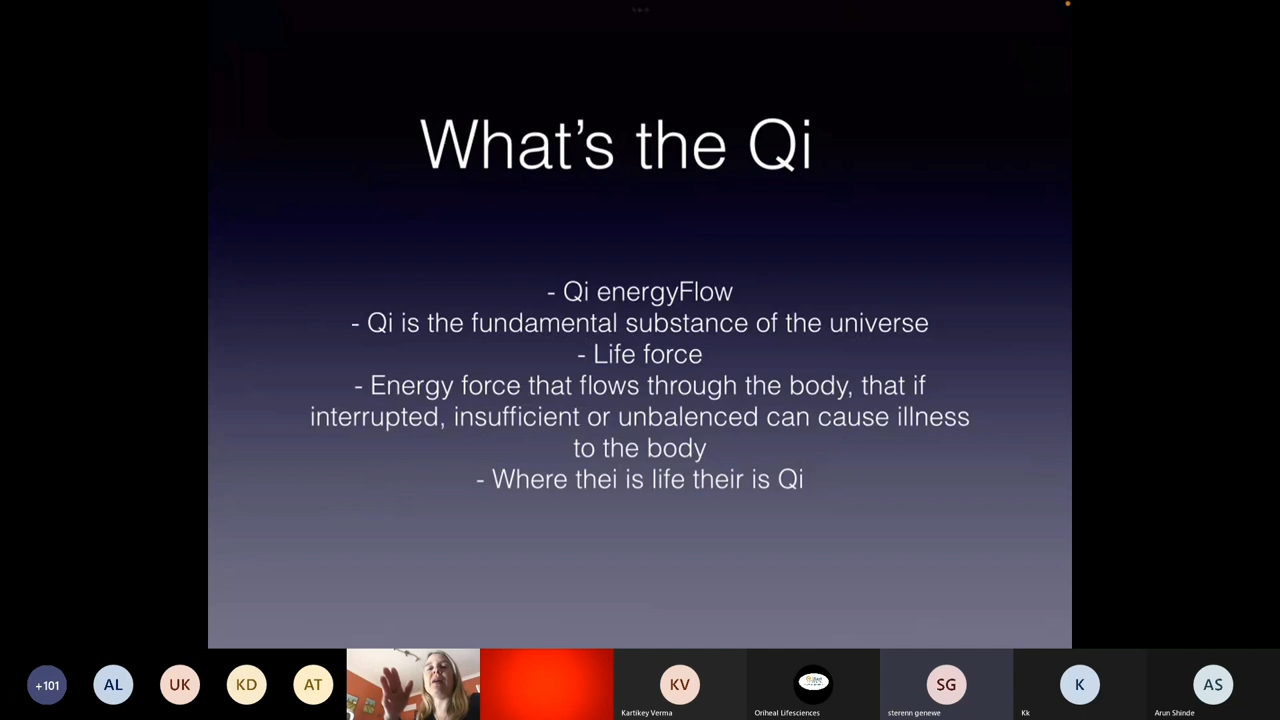 What's the Qi
- Qi energyFlow
- Qi is the fundamental substance of the universe
- Life force
- Energy force that flows through the body, that if
interrupted, insufficient or unbalenced can cause illness
to the body
- Where thei is life their is Qi
+101
AL
UK
KD
AT
KV
SG
K
AS
Kartikey Verma
Oriheal Lifesciences
sterenn genewe
Kk
Arun Shinde